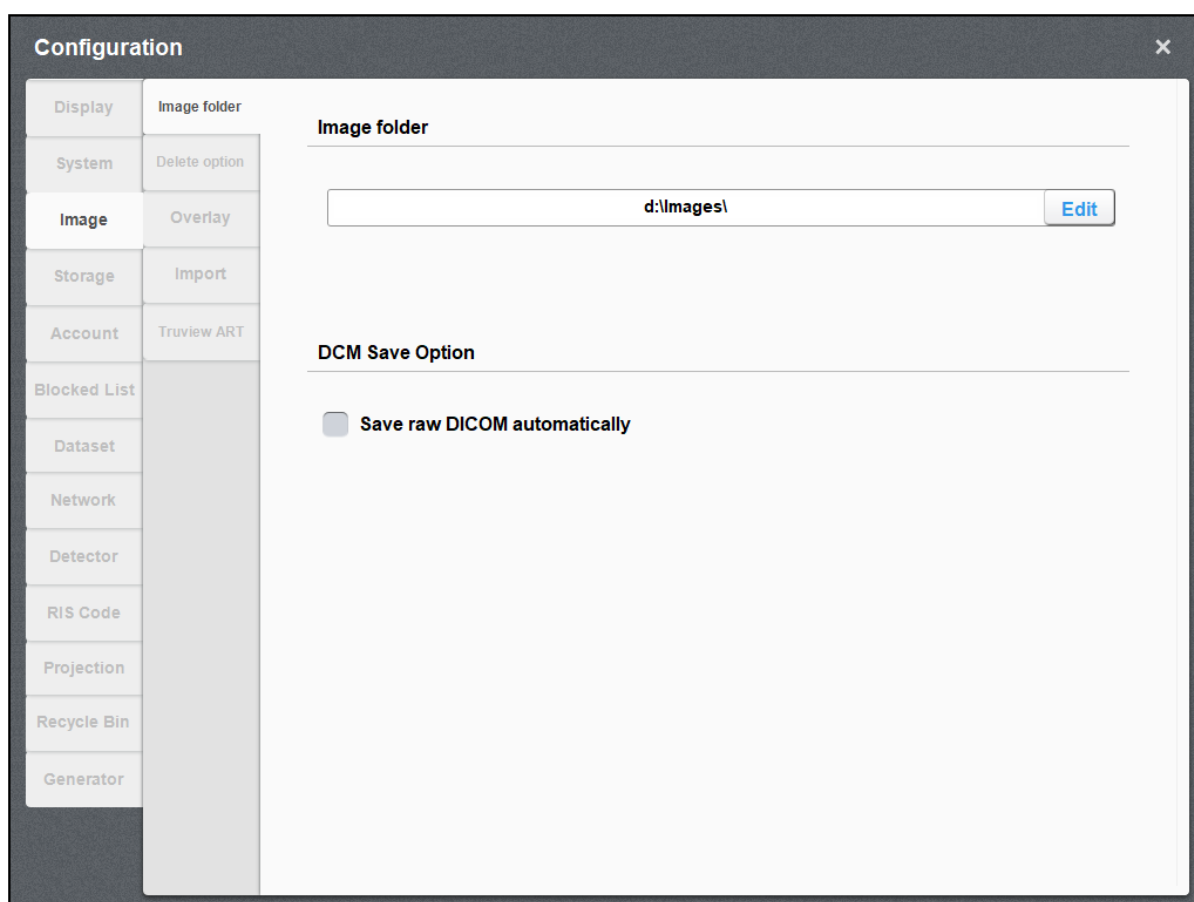 Configuration
Display
System
Image
Storage
Account
Blocked List
Dataset
Network
Detector
RIS Code
Projection
Recycle Bin
Generator
Image folder
Delete option
Overlay
Import
Truview ART
Image folder
d:\Images\
Edit
DCM Save Option
Save raw DICOM automatically